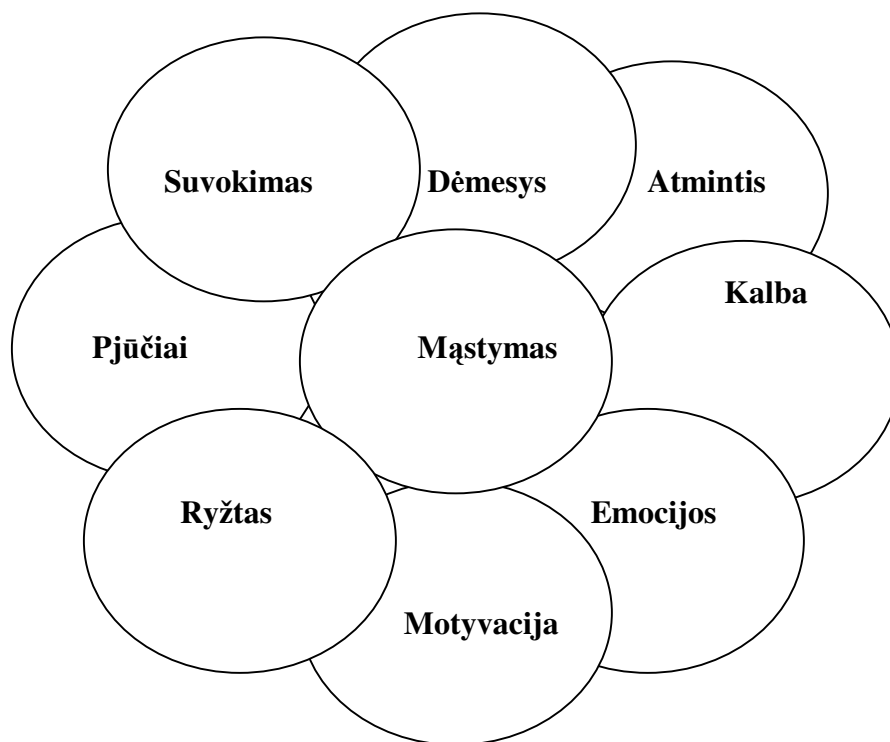 Suvokimas
Dėmesys
Atmintis
Kalba
Pjūčiai
Mąstymas
Ryžtas
Emocijos
Motyvacija